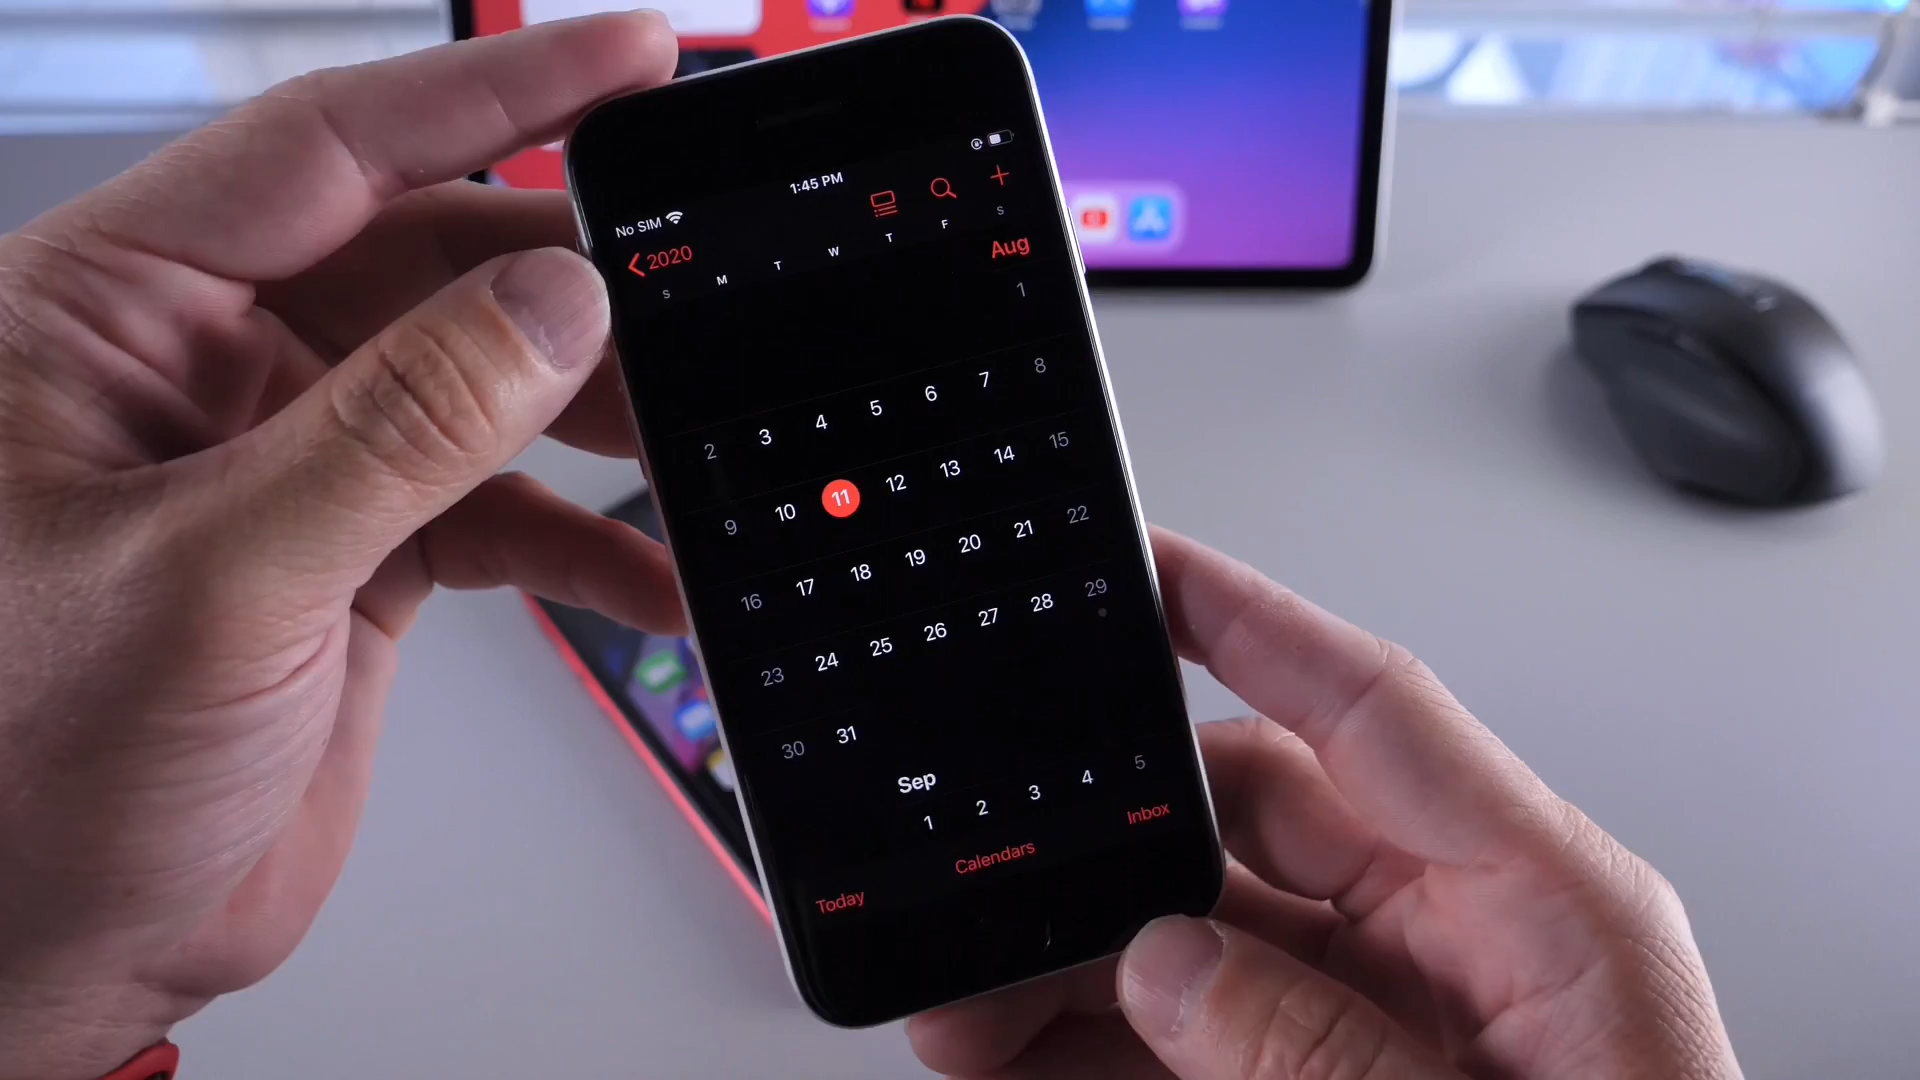 1:45 PM
No SIM
2020
S M T W T F S
Aug
1
2 3 4 5 6 7 8
9 10 11 12 13 14 15
16 17 18 19 20 21 22
23 24 25 26 27 28 29
30 31
Sep
1 2 3 4 5
Today Calendars Inbox